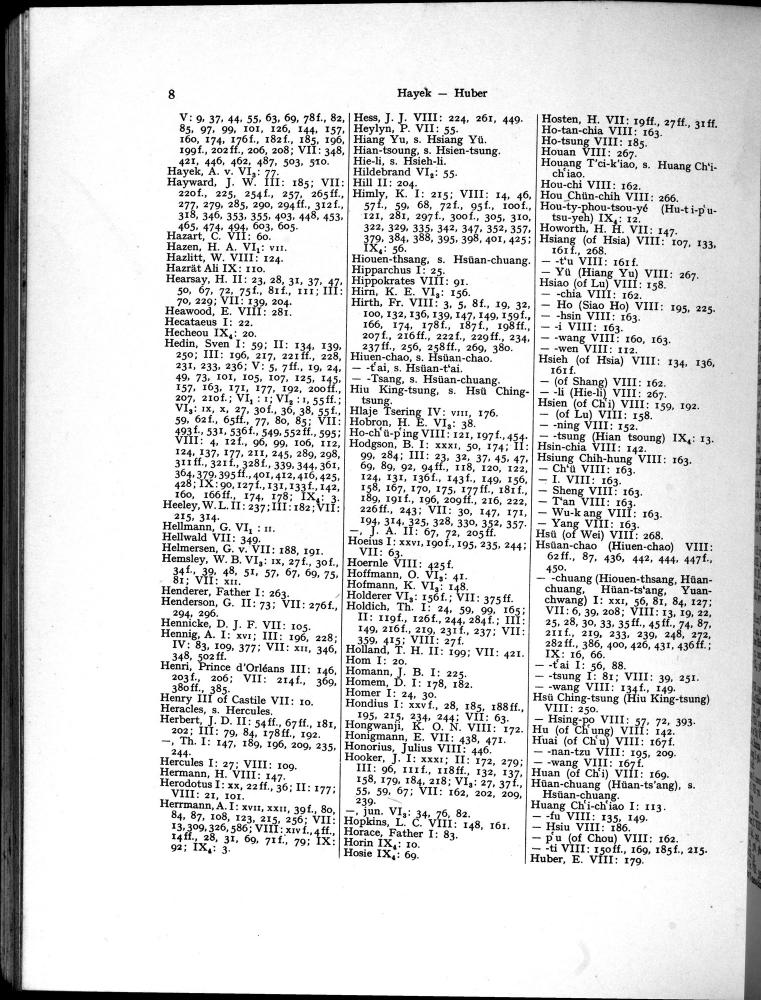 8
Hayek — Huber
V: 9, 37, 44, 55, 63, 69, 78f., 82,
85, 97, 99, 101, 126, 144, 157,
160, 174, 176f., 182f., 185, 196,
199f., 202ff., 206, 208; VII: 348,
421, 446, 462, 487, 503, 510.
Hayek, A. v. VI₃: 77.
Hayward, J. W. III: 185; VII:
220f., 225, 254f., 257, 265ff.,
277, 279, 285, 290, 294ff., 312f.,
318, 346, 353, 355, 403, 448, 453,
465, 474, 494, 603, 605.
Hazart, C. VII: 60.
Hazen, H. A. VI₁: VII.
Hazlitt, W. VIII: 124.
Hazrät Ali IX: 110.
Hearsay, H. II: 23, 28, 31, 37, 47,
50, 67, 72, 75f., 81f., 111; III:
70, 229; VII: 139, 204.
Heawood, E. VIII: 281.
Hecataeus I: 22.
Hecheou IX₄: 20.
Hedin, Sven I: 59; II: 134, 139,
250; III: 196, 217, 221ff., 228,
231, 233, 236; V: 5, 7ff., 19, 24,
49, 73, 101, 105, 107, 125, 145,
157, 163, 171, 177, 192, 200ff.,
207, 210f.; VI₁: 1; VI₂: 1, 55ff.;
VI₃: IX, X, 27, 30f., 36, 38, 55f.,
59, 62f., 65ff., 77, 80, 85; VII:
493f., 531, 536f., 549, 552ff., 595;
VIII: 4, 12f., 96, 99, 106, 112,
124, 137, 177, 211, 245, 289, 298,
311ff., 321f., 328f., 339, 344, 361,
364, 379, 395ff., 401, 412, 416, 425,
428; IX: 90, 127f., 131, 133f., 142,
160, 166ff., 174, 178; IX₄: 3.
Heeley, W. L. II: 237; III: 182; VII:
215, 314.
Hellmann, G. VI₁: 11.
Hellwald VII: 349.
Helmersen, G. v. VII: 188, 191.
Hemsley, W. B. VI₃: IX, 27f., 30f.,
34f., 39, 48, 51, 57, 67, 69, 75,
81; VII: XII.
Henderer, Father I: 263.
Henderson, G. II: 73; VII: 276f.,
294, 296.
Hennicke, D. J. F. VII: 105.
Hennig, A. I: XVI; III: 196, 228;
IV: 83, 109, 377; VII: XII, 346,
348, 502ff.
Henri, Prince d'Orléans III: 146,
203f., 206; VII: 214f., 369,
380ff., 385.
Henry III of Castile VII: 10.
Heracles, s. Hercules.
Herbert, J. D. II: 54ff., 67ff., 181,
202; III: 79, 84, 178ff., 192.
—, Th. I: 147, 189, 196, 209, 235,
244.
Hercules I: 27; VIII: 109.
Hermann, H. VIII: 147.
Herodotus I: XX, 22ff., 36; II: 177;
VIII: 21, 101.
Herrmann, A. I: XVII, XXII, 39f., 80,
84, 87, 108, 123, 215, 256; VII:
13, 309, 326, 586; VIII: XIV f., 4ff.,
14ff., 28, 31, 69, 71f., 79; IX:
92; IX₄: 3.
Hess, J. J. VIII: 224, 261, 449.
Heylyn, P. VII: 55.
Hiang Yu, s. Hsiang Yü.
Hian-tsoung, s. Hsien-tsung.
Hie-li, s. Hsieh-li.
Hildebrand VI₂: 55.
Hill II: 204.
Himly, K. I: 215; VIII: 14, 46,
57f., 59, 68, 72f., 95f., 100f.,
121, 281, 297f., 300f., 305, 310,
322, 329, 335, 342, 347, 352, 357,
379, 384, 388, 395, 398, 401, 425;
IX₄: 56.
Hiouen-thsang, s. Hsüan-chuang.
Hipparchus I: 25.
Hippokrates VIII: 91.
Hirn, K. E. VI₃: 156.
Hirth, Fr. VIII: 3, 5, 8f., 19, 32,
100, 132, 136, 139, 147, 149, 159f.,
166, 174, 178f., 187f., 198ff.,
207f., 216ff., 222f., 229ff., 234,
237ff., 256, 258ff., 269, 380.
Hiuen-chao, s. Hsüan-chao.
— -t'ai, s. Hsüan-t'ai.
— -Tsang, s. Hsüan-chuang.
Hiu King-tsung, s. Hsü Ching-
tsung.
Hlaje Tsering IV: VIII, 176.
Hobron, H. E. VI₃: 38.
Ho-ch'ü-p'ing VIII: 121, 197f., 454.
Hodgson, B. I: XXXI, 50, 174; II:
99, 284; III: 23, 32, 37, 45, 47,
69, 89, 92, 94ff., 118, 120, 122,
124, 131, 136f., 143f., 149, 156,
158, 167, 170, 175, 177ff., 181f.,
189, 191f., 196, 209ff., 216, 222,
226ff., 243; VII: 30, 147, 171,
194, 314, 325, 328, 330, 352, 357.
—, J. A. II: 67, 72, 205ff.
Hoeius I: XXVI, 190f., 195, 235, 244;
VII: 63.
Hoernle VIII: 425f.
Hoffmann, O. VI₃: 41.
Hofmann, K. VI₃: 148.
Holderer VI₃: 156f.; VII: 375ff.
Holdich, Th. I: 24, 59, 99, 165;
II: 119f., 126f., 244, 284f.; III:
149, 216f., 219, 231f., 237; VII:
359, 415; VIII: 27f.
Holland, T. H. II: 199; VII: 421.
Hom I: 20.
Homann, J. B. I: 225.
Homem, D. I: 178, 182.
Homer I: 24, 30.
Hondius I: XXV f., 28, 185, 188ff.,
195, 215, 234, 244; VII: 63.
Hongwanji, K. O. N. VIII: 172.
Honigmann, E. VII: 438, 471.
Honorius, Julius VIII: 446.
Hooker, J. I: XXXI; II: 172, 279;
III: 96, 111f., 118ff., 132, 137,
158, 179, 184, 218; VI₃: 27, 37f.,
55, 59, 67; VII: 162, 202, 209,
239.
—, jun. VI₃: 34, 76, 82.
Hopkins, L. C. VIII: 148, 161.
Horace, Father I: 83.
Horin IX₄: 10.
Hosie IX₄: 69.
Hosten, H. VII: 19ff., 27ff., 31ff.
Ho-tan-chia VIII: 163.
Ho-tsung VIII: 185.
Houan VIII: 267.
Houang T'ci-k'iao, s. Huang Ch'i-
ch'iao.
Hou-chi VIII: 162.
Hou Chün-chih VIII: 266.
Hou-ty-phou-tsou-yé (Hu-ti-p'u-
tsu-yeh) IX₄: 12.
Howorth, H. H. VII: 147.
Hsiang (of Hsia) VIII: 107, 133,
161f., 268.
— -t'u VIII: 161f.
— Yü (Hiang Yu) VIII: 267.
Hsiao (of Lu) VIII: 158.
— -chia VIII: 162.
— Ho (Siao Ho) VIII: 195, 225.
— -hsin VIII: 163.
— -i VIII: 163.
— -wang VIII: 160, 163.
— -wen VIII: 112.
Hsieh (of Hsia) VIII: 134, 136,
161f.
— (of Shang) VIII: 162.
— -li (Hie-li) VIII: 267.
Hsien (of Ch'i) VIII: 159, 192.
— (of Lu) VIII: 158.
— -ning VIII: 152.
— -tsung (Hian tsoung) IX₄: 13.
Hsin-chia VIII: 142.
Hsiung Chih-hung VIII: 163.
— Ch'ü VIII: 163.
— I. VIII: 163.
— Sheng VIII: 163.
— T'an VIII: 163.
— Wu-k'ang VIII: 163.
— Yang VIII: 163.
Hsü (of Wei) VIII: 268.
Hsüan-chao (Hiuen-chao) VIII:
62ff., 87, 436, 442, 444, 447f.,
450.
— -chuang (Hiouen-thsang, Hüan-
chuang, Hüan-ts'ang, Yuan-
chwang) I: XXI, 56, 81, 84, 127;
VII: 6, 39, 208; VIII: 13, 19, 22,
25, 28, 30, 33, 35ff., 45ff., 74, 87,
211f., 219, 233, 239, 248, 272,
282ff., 386, 400, 426, 431, 436ff.;
IX: 16, 66.
— -t'ai I: 56, 88.
— -tsung I: 81; VIII: 39, 251.
— -wang VIII: 134f., 149.
Hsü Ching-tsung (Hiu King-tsung)
VIII: 250.
— Hsing-po VIII: 57, 72, 393.
Hu (of Ch'ung) VIII: 142.
Huai (of Ch'u) VIII: 167f.
— -nan-tzu VIII: 195, 209.
— -wang VIII: 167f.
Huan (of Ch'i) VIII: 169.
Hüan-chuang (Hüan-ts'ang), s.
Hsüan-chuang.
Huang Ch'i-ch'iao I: 113.
— -fu VIII: 135, 149.
— Hsiu VIII: 186.
— p'u (of Chou) VIII: 162.
— -ti VIII: 150ff., 169, 185f., 215.
Huber, E. VIII: 179.